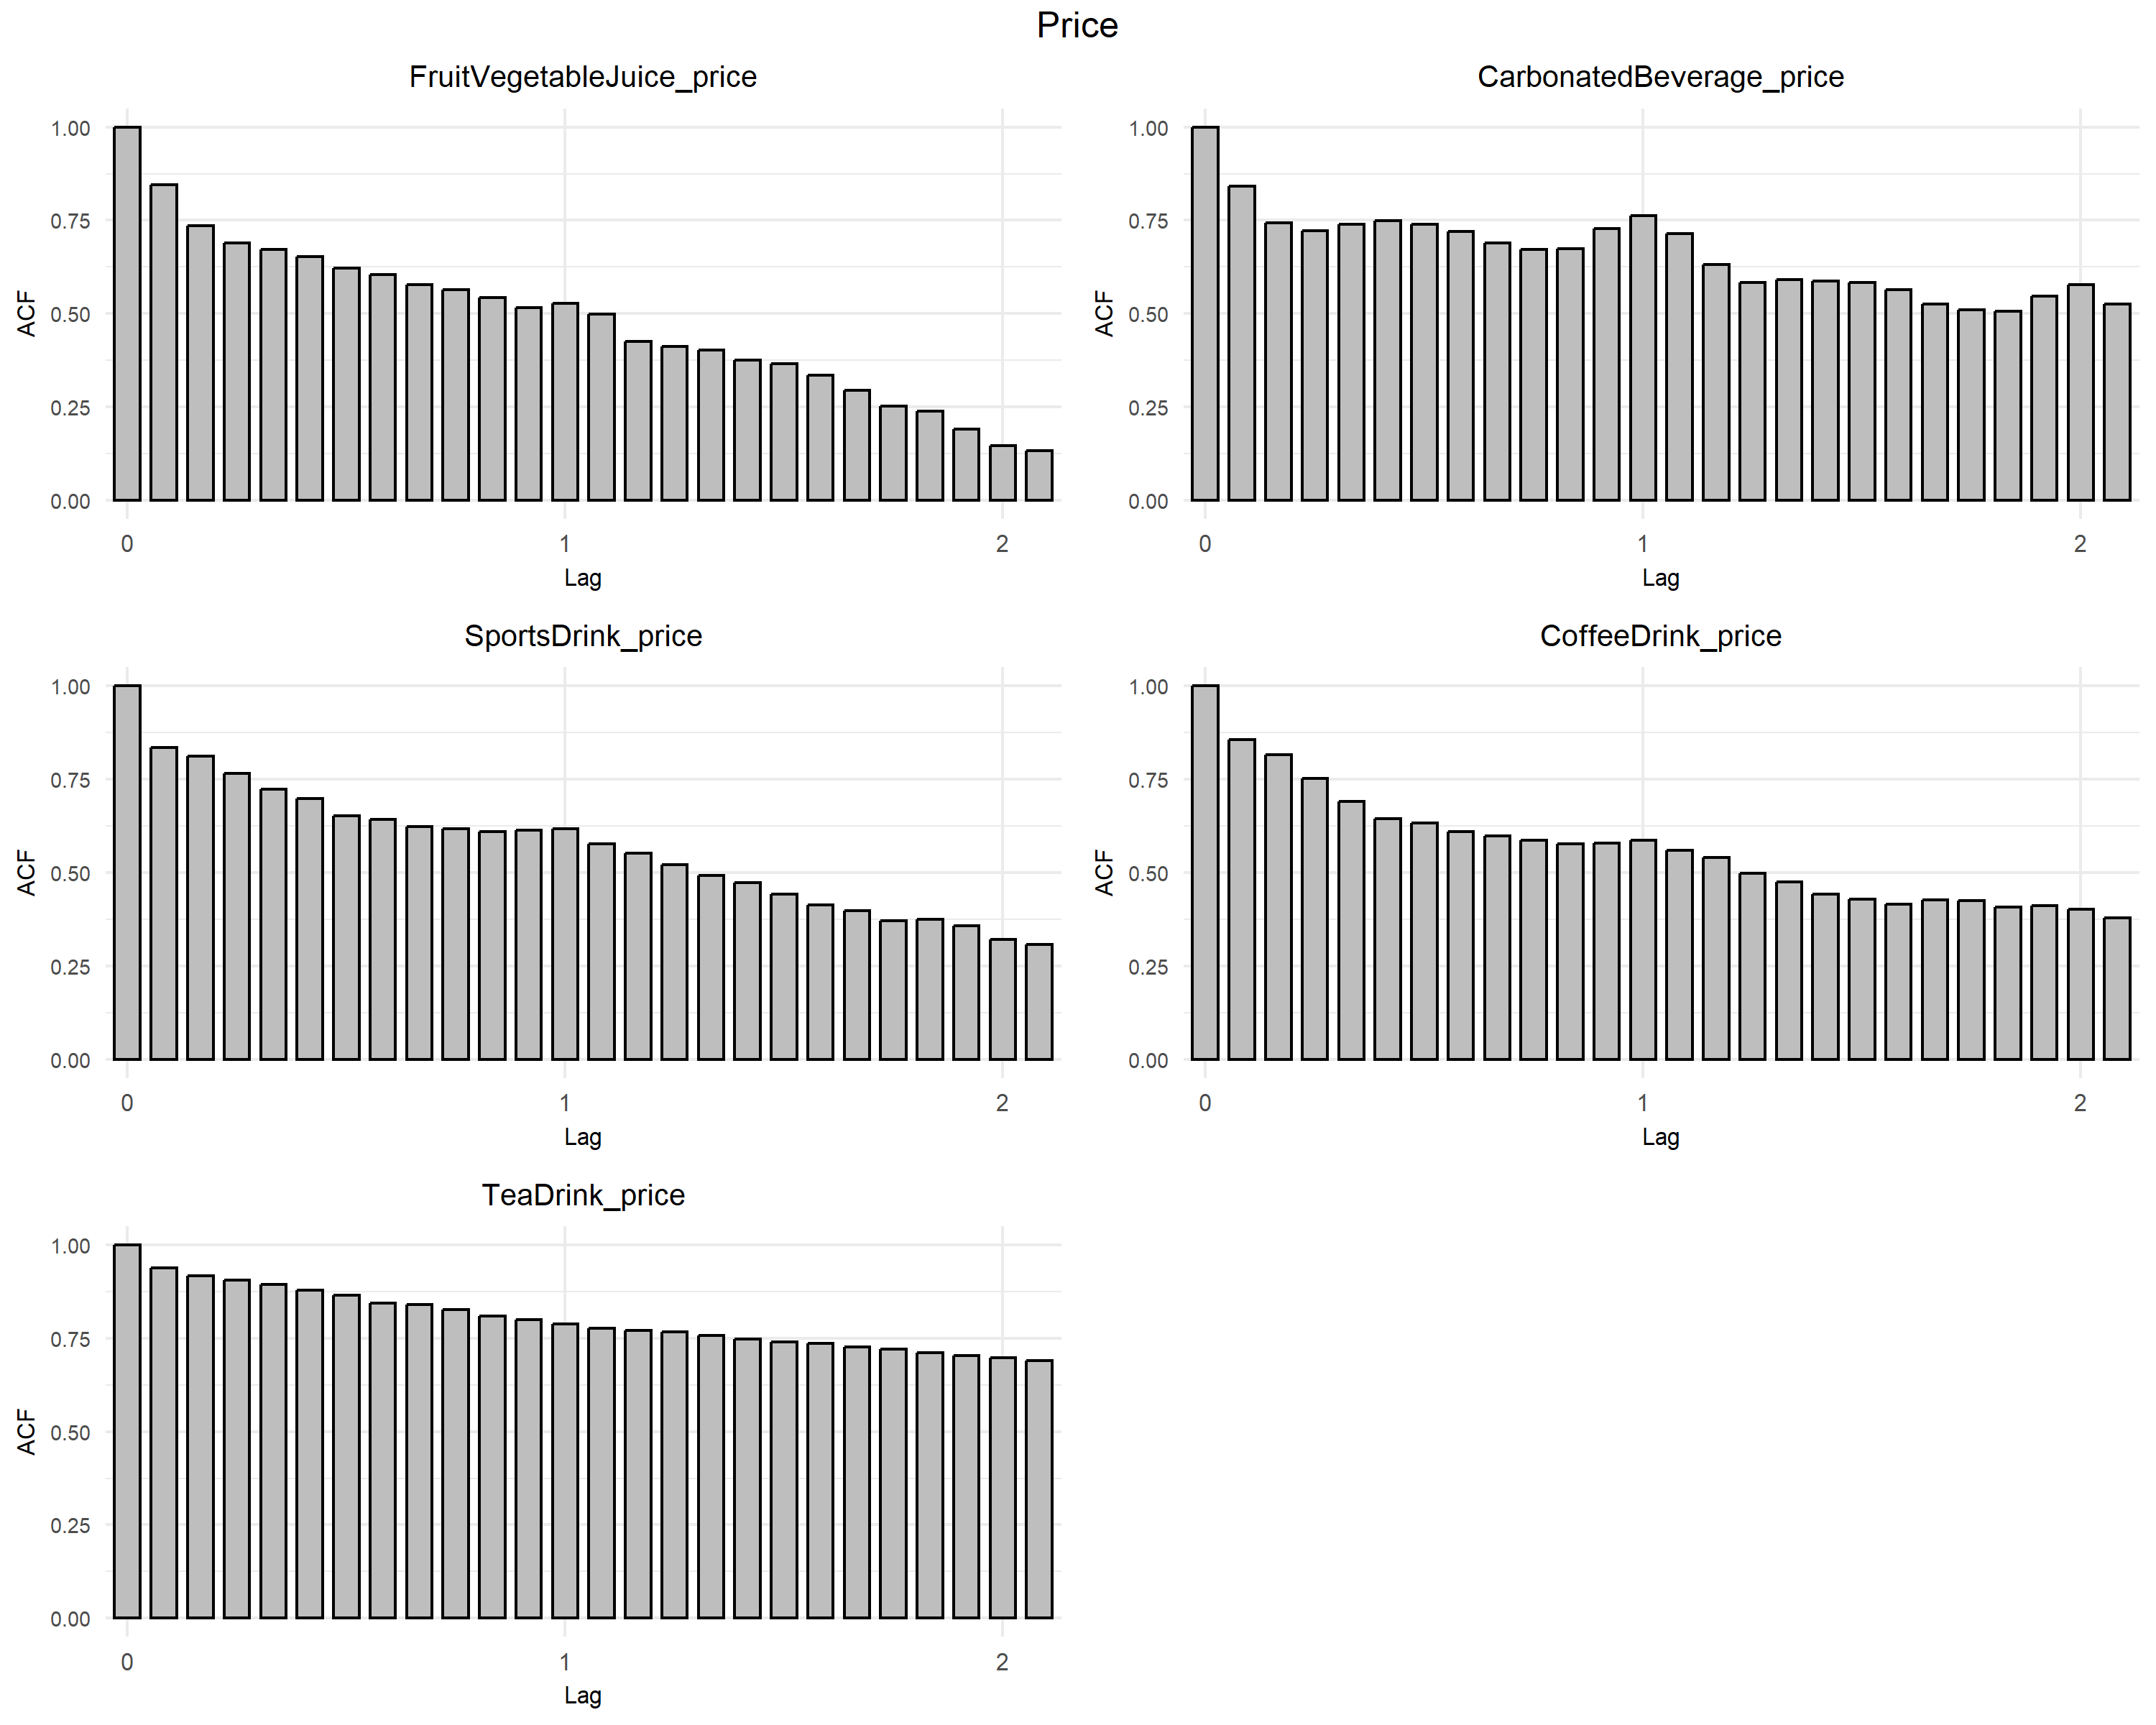 Price
FruitVegetableJuice_price
1.00
0.75
0.50
0.25
0.00
ACF
0 1 2
Lag
CarbonatedBeverage_price
1.00
0.75
0.50
0.25
0.00
ACF
0 1 2
Lag
SportsDrink_price
1.00
0.75
0.50
0.25
0.00
ACF
0 1 2
Lag
CoffeeDrink_price
1.00
0.75
0.50
0.25
0.00
ACF
0 1 2
Lag
TeaDrink_price
1.00
0.75
0.50
0.25
0.00
ACF
0 1 2
Lag